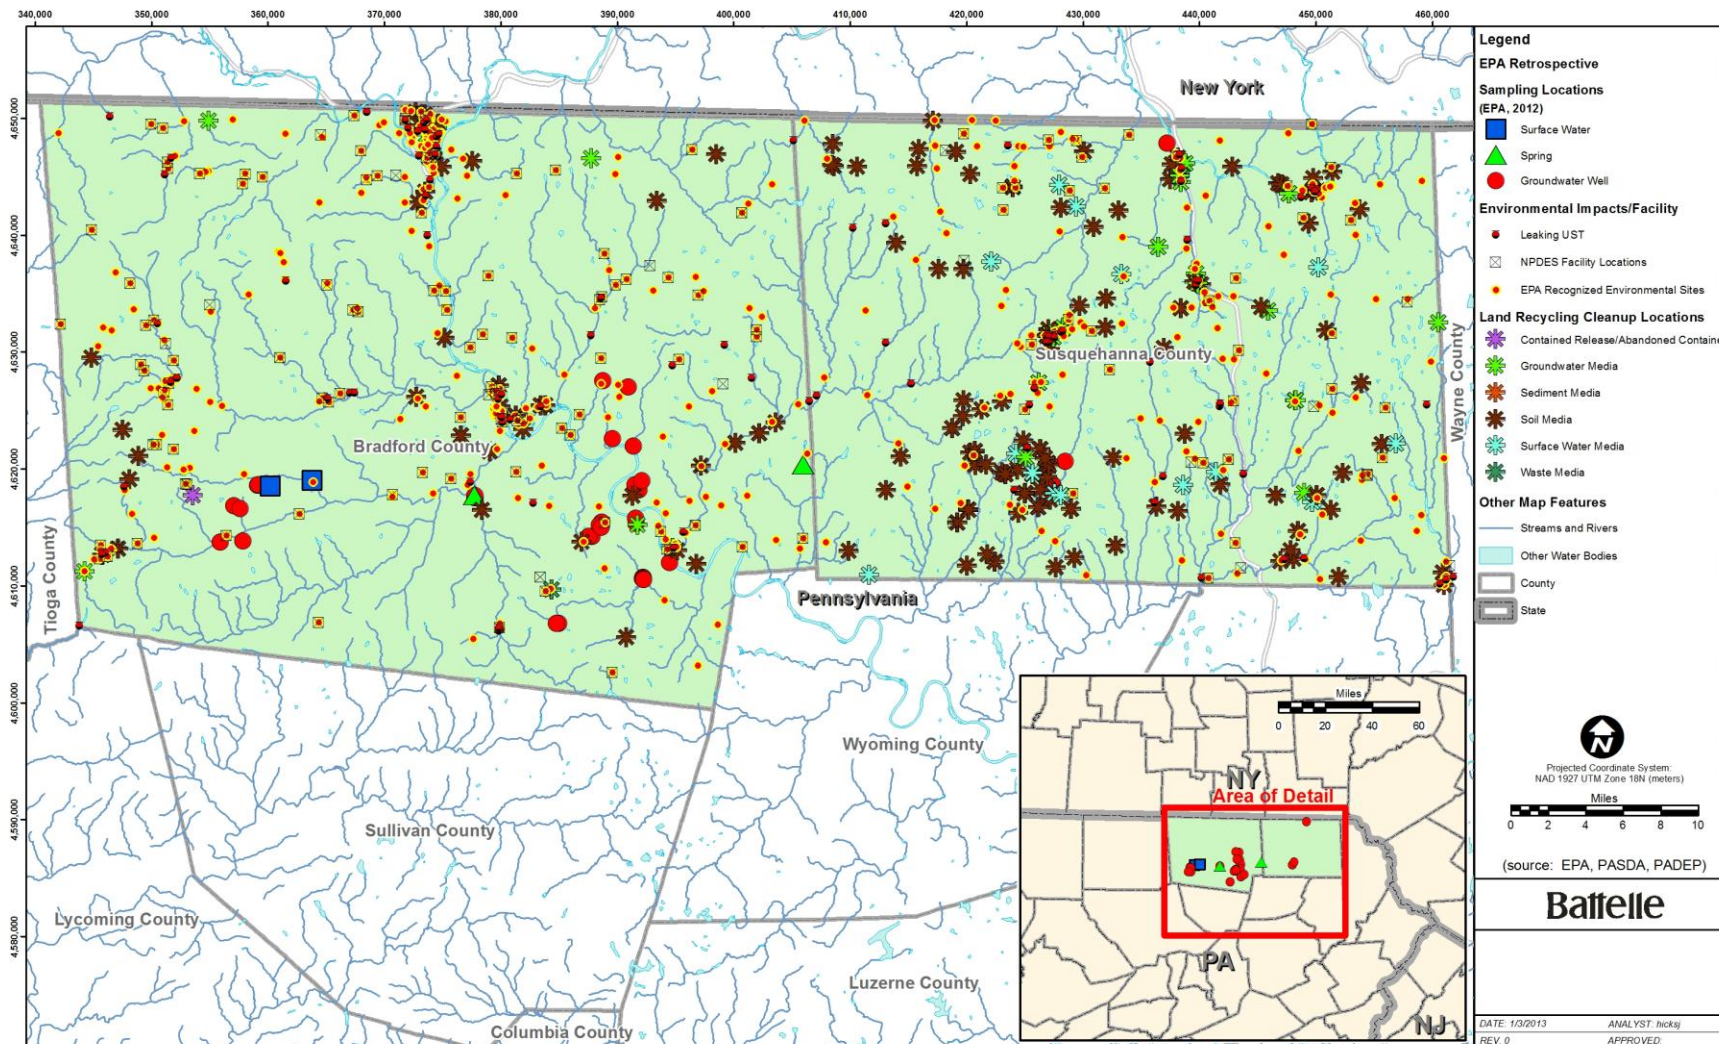 340,000 350,000 360,000 370,000 380,000 390,000 400,000 410,000 420,000 430,000 440,000 450,000 460,000
4,650,000
4,640,000
4,630,000
4,620,000
4,610,000
4,600,000
4,590,000
4,580,000
New York
Bradford County
Susquehanna County
Wayne County
Tioga County
Pennsylvania
Wyoming County
Sullivan County
Lycoming County
Luzerne County
Columbia County
Miles
0 20 40 60
NY
Area of Detail
PA
NJ
Legend
EPA Retrospective
Sampling Locations
(EPA, 2012)
Surface Water
Spring
Groundwater Well
Environmental Impacts/Facility
Leaking UST
NPDES Facility Locations
EPA Recognized Environmental Sites
Land Recycling Cleanup Locations
Contained Release/Abandoned Containe
Groundwater Media
Sediment Media
Soil Media
Surface Water Media
Waste Media
Other Map Features
Streams and Rivers
Other Water Bodies
County
State
N
Projected Coordinate System:
NAD 1927 UTM Zone 18N (meters)
Miles
0 2 4 6 8 10
(source: EPA, PASDA, PADEP)
Battelle
DATE: 1/3/2013 ANALYST: hicksj
REV. 0 APPROVED: